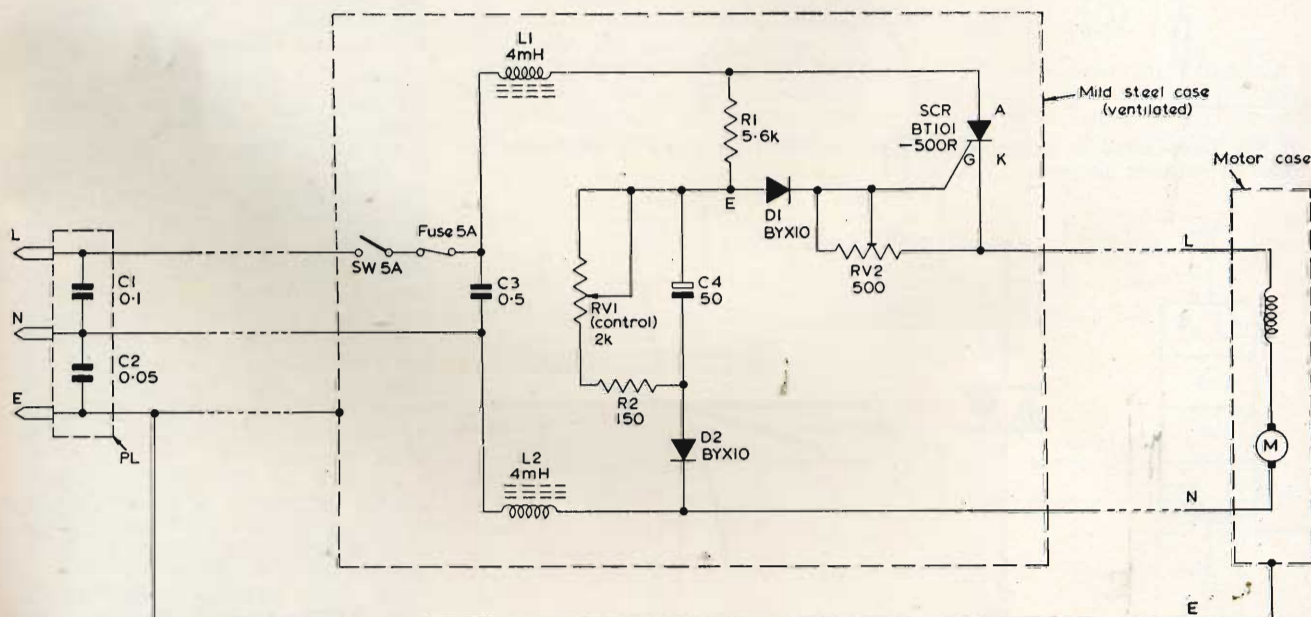 L1
4mH
Mild steel case
(ventilated)
R1
5·6k
SCR
BT101
-500R
A
G
K
Motor case
L
SW 5A
Fuse 5A
E
D1
BYX10
L
C1
0·1
C3
0·5
RV1
(control)
2k
C4
50
RV2
500
N
C2
0·05
R2
150
E
PL
D2
BYX10
M
L2
4mH
N
E